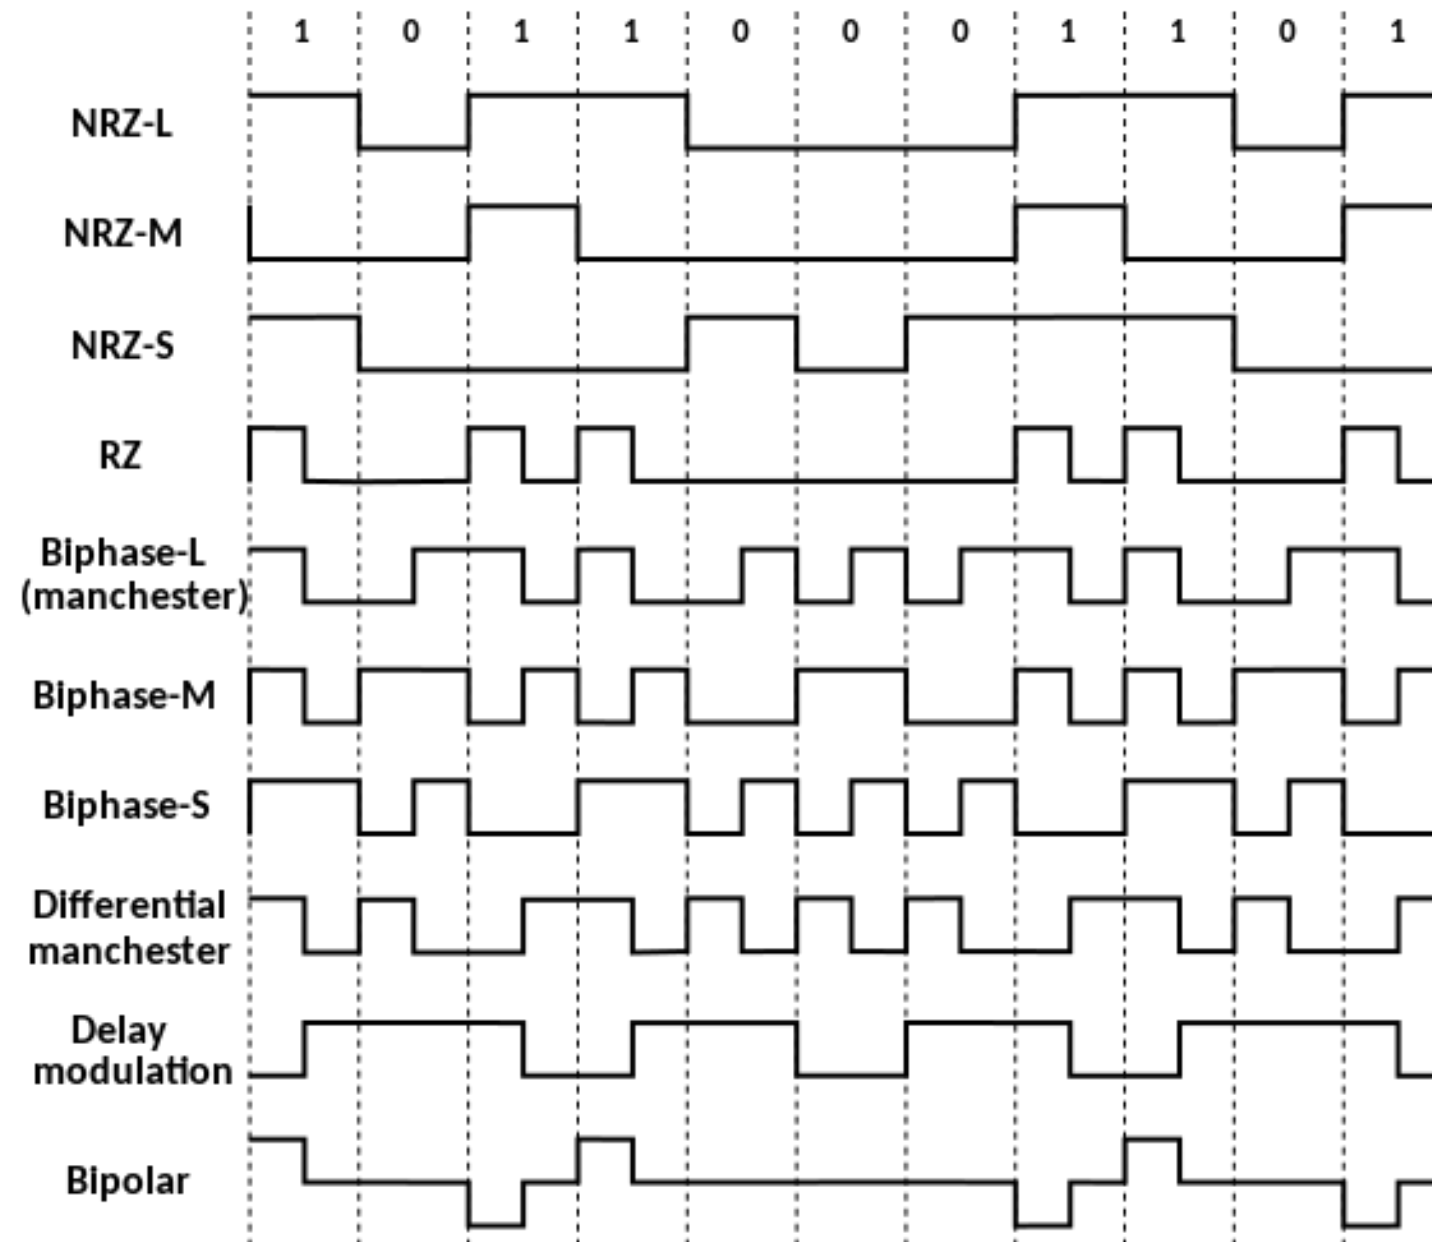 1 0 1 1 0 0 0 1 1 0 1
NRZ-L
NRZ-M
NRZ-S
RZ
Biphase-L
(manchester)
Biphase-M
Biphase-S
Differential
manchester
Delay
modulation
Bipolar